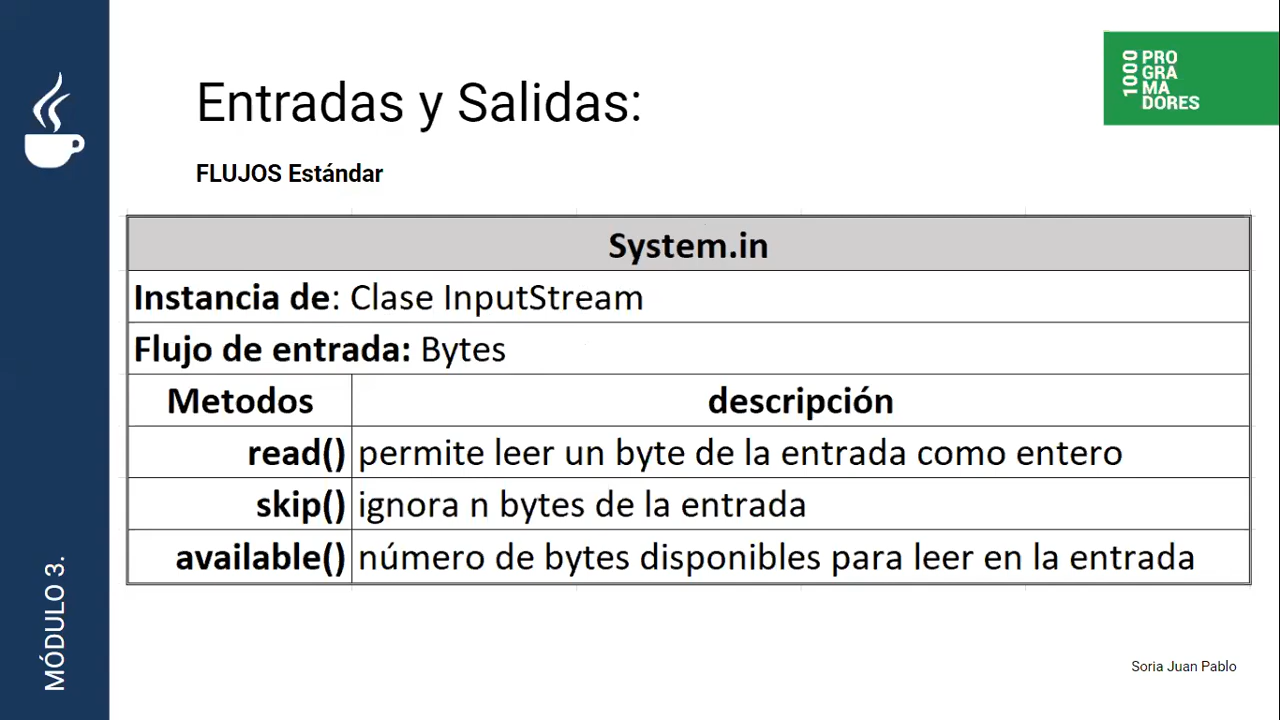 Entradas y Salidas:
1000
PRO
GRA
MA
DORES
FLUJOS Estándar
System.in
Instancia de: Clase InputStream
Flujo de entrada: Bytes
Metodos descripción
read() permite leer un byte de la entrada como entero
skip() ignora n bytes de la entrada
available() número de bytes disponibles para leer en la entrada
MÓDULO 3.
Soria Juan Pablo